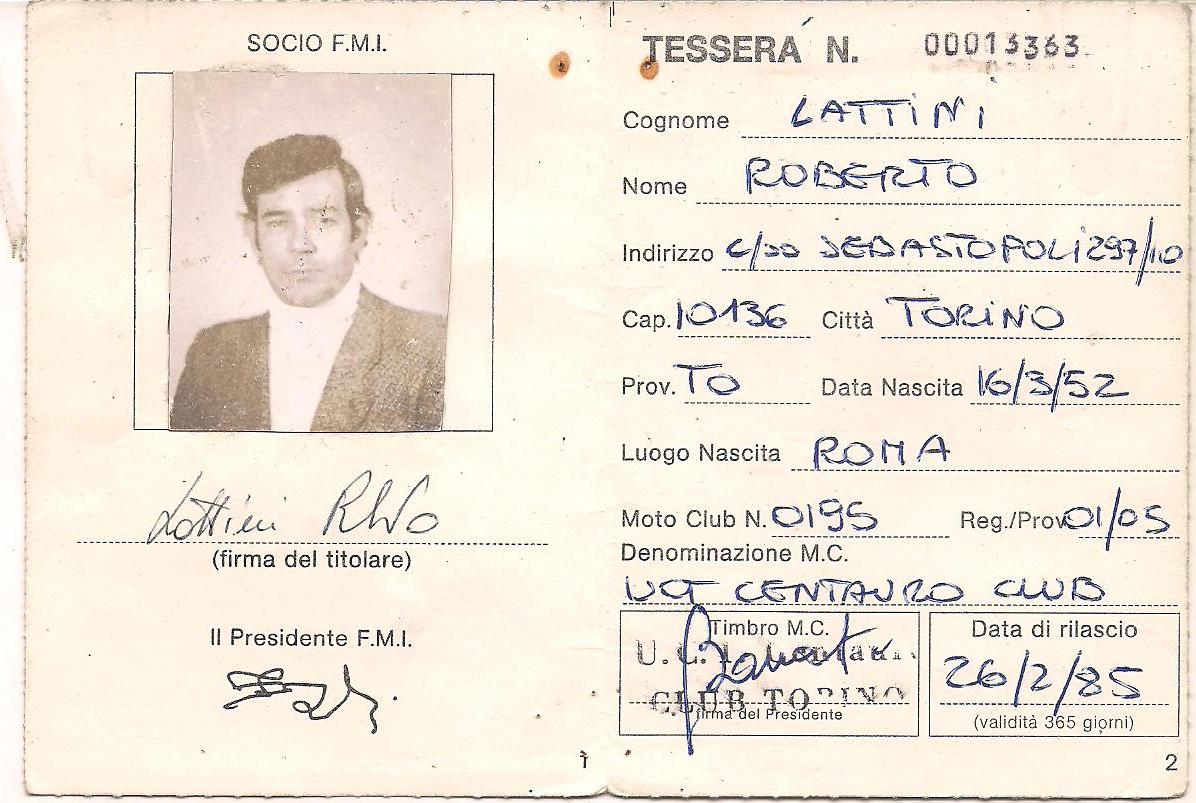 SOCIO F.M.I.
(firma del titolare)
Il Presidente F.M.I.
1
TESSERA N. 00013363
Cognome LATTINI
Nome ROBERTO
Indirizzo C/SO SEBASTOPOLI 297/10
Cap. 10136 Città TORINO
Prov. TO Data Nascita 16/3/52
Luogo Nascita ROMA
Moto Club N. 0195 Reg./Prov 01/05
Denominazione M.C.
UCT CENTAURO CLUB
Timbro M.C.
CLUB TORINO
firma del Presidente
Data di rilascio
26/2/85
(validità 365 giorni)
2